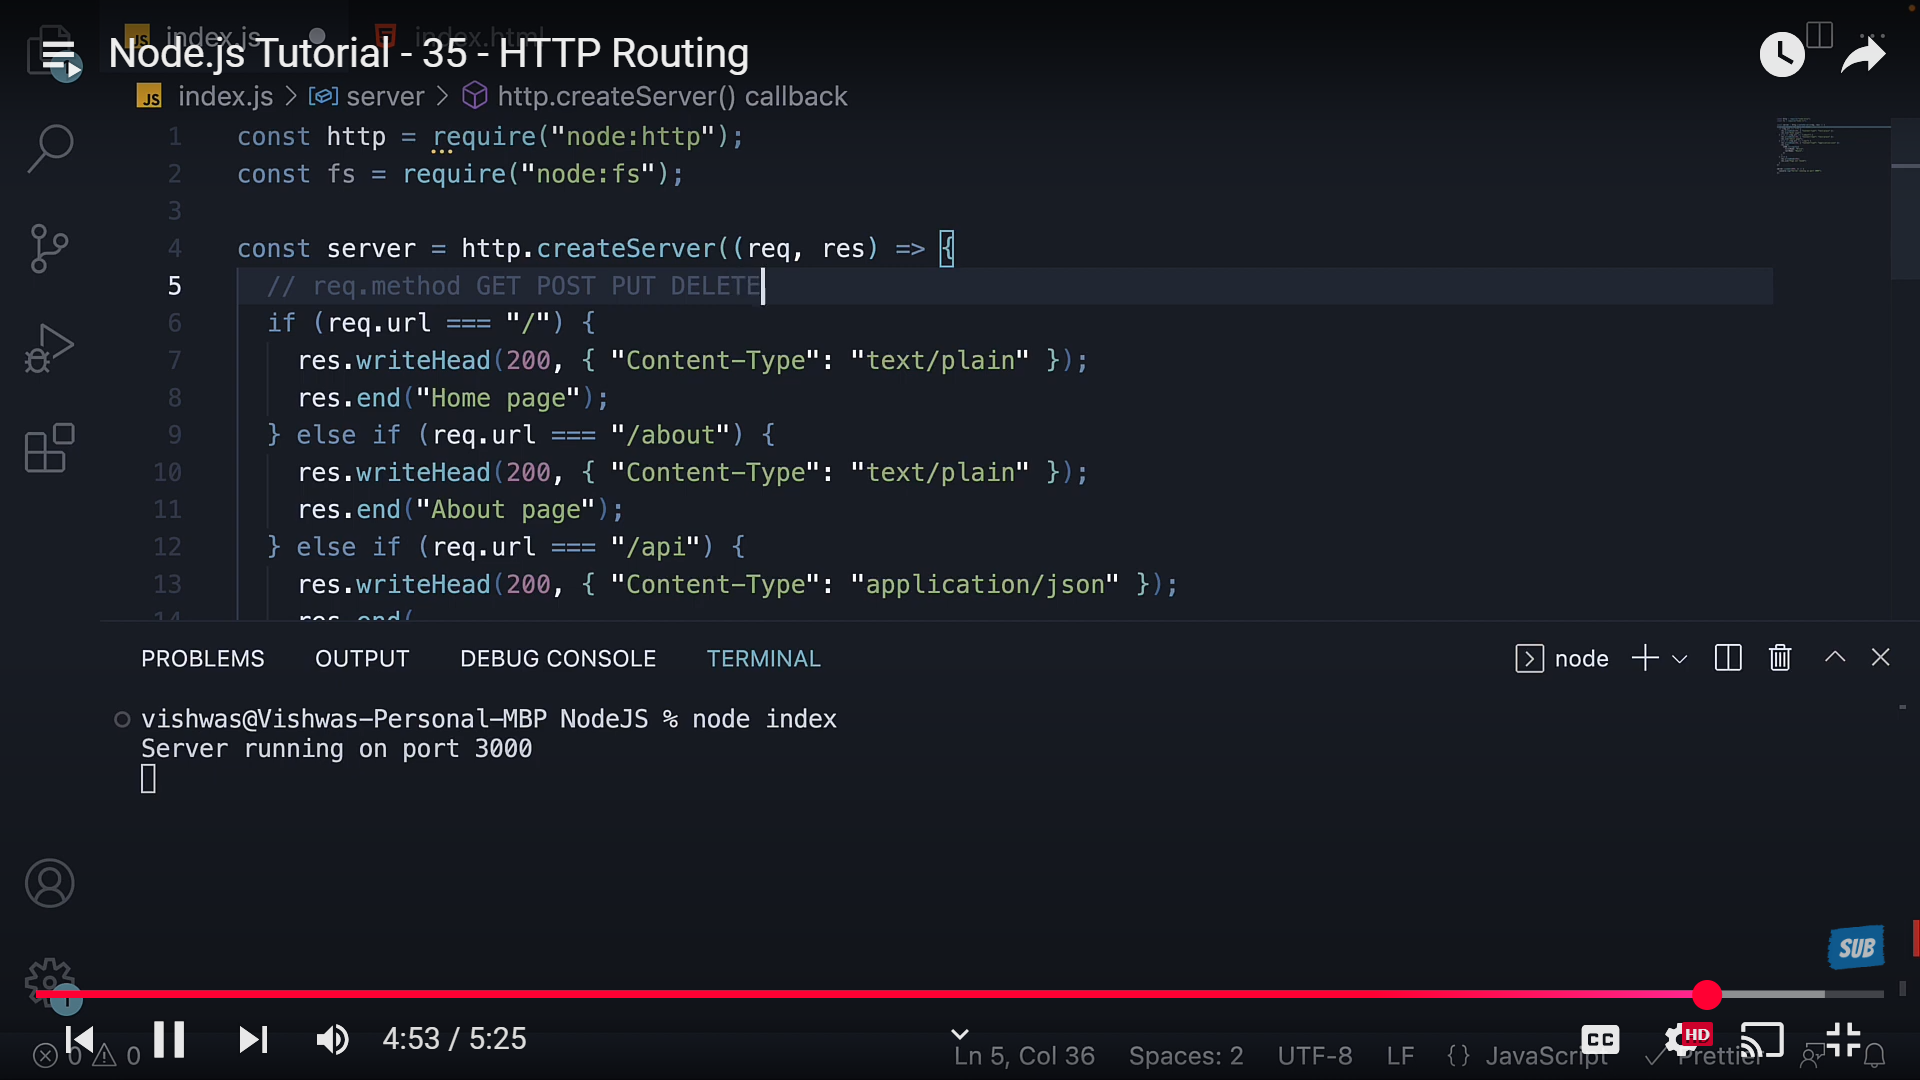 index.js index.html
Node.js Tutorial - 35 - HTTP Routing
JS index.js > server > http.createServer() callback
1 const http = require("node:http");
2 const fs = require("node:fs");
3
4 const server = http.createServer((req, res) => {
5 // req.method GET POST PUT DELETE
6 if (req.url === "/") {
7 res.writeHead(200, { "Content-Type": "text/plain" });
8 res.end("Home page");
9 } else if (req.url === "/about") {
10 res.writeHead(200, { "Content-Type": "text/plain" });
11 res.end("About page");
12 } else if (req.url === "/api") {
13 res.writeHead(200, { "Content-Type": "application/json" });
14 res.end(
PROBLEMS OUTPUT DEBUG CONSOLE TERMINAL node
vishwas@Vishwas-Personal-MBP NodeJS % node index
Server running on port 3000
SUB
4:53 / 5:25 CC HD
0 0 Ln 5, Col 36 Spaces: 2 UTF-8 LF {} JavaScript Prettier